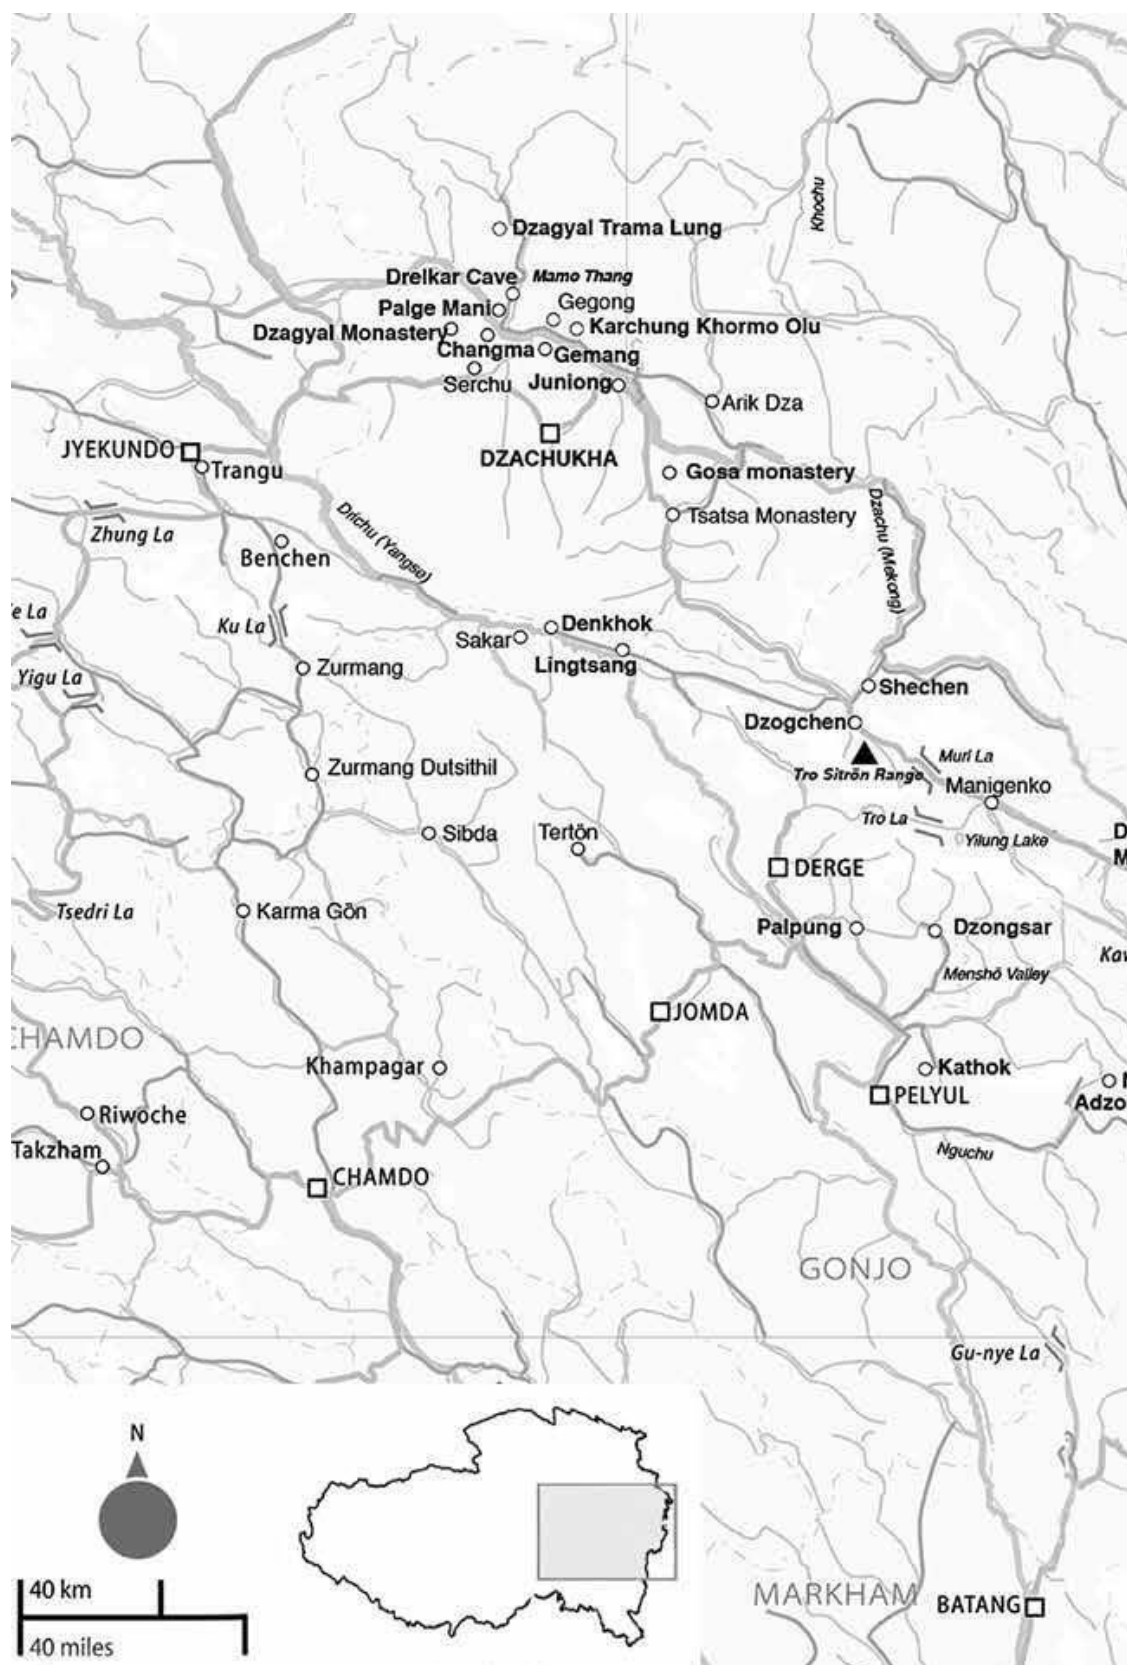 Khochu
Dzagyal Trama Lung
Drelkar Cave
Mamo Thang
Palge Mani
Gegong
Dzagyal Monastery
Karchung Khormo Olu
Changma
Gemang
Serchu
Juniong
Arik Dza
JYEKUNDO
DZACHUKHA
Trangu
Gosa monastery
Drichu (Yangse)
Dzachu (Mekong)
Zhung La
Tsatsa Monastery
Benchen
e La
Ku La
Denkhok
Sakar
Lingtsang
Yigu La
Zurmang
Shechen
Dzogchen
Muri La
Zurmang Dutsithil
Tro Sitrön Range
Manigenko
Tro La
Sibda
Tertön
Yilung Lake
D
M
DERGE
Tsedri La
Karma Gön
Palpung
Dzongsar
Kaw
Menshö Valley
JOMDA
CHAMDO
Khampagar
Kathok
N
PELYUL
Adzo
Riwoche
Takzham
Nguchu
CHAMDO
GONJO
Gu-nye La
N
40 km
40 miles
MARKHAM
BATANG